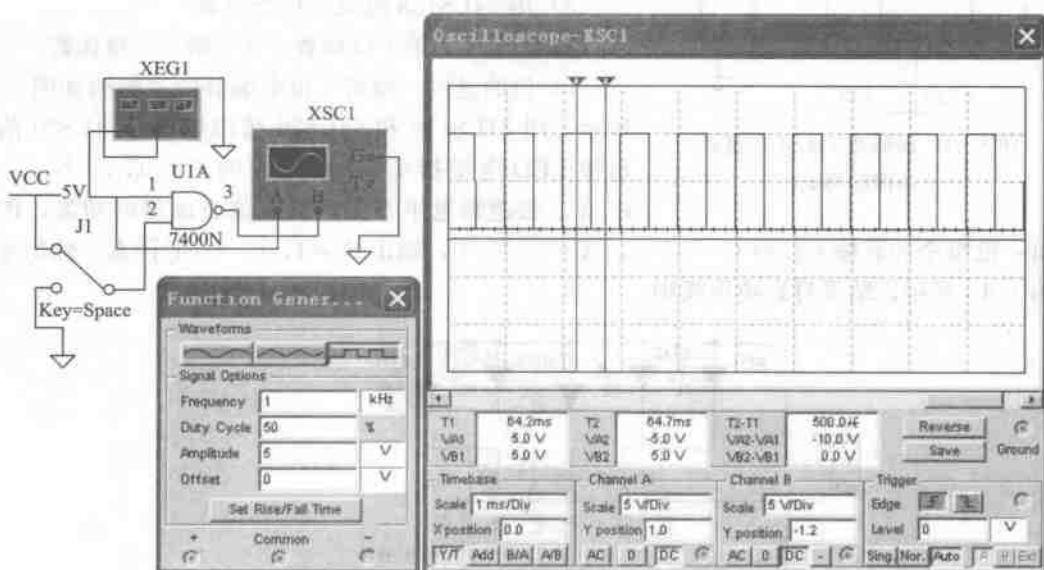 Oscilloscope-XSC1
XEG1
XSC1
G
T
A B
VCC
5V
U1A
1
2
3
7400N
J1
Key=Space
Function Gener...
Waveforms
Signal Options
Frequency 1 kHz
Duty Cycle 50 %
Amplitude 5 V
Offset 0 V
Set Rise/Fall Time
+ Common -
T1 64.2ms T2 64.7ms T2-T1
VA1 5.0 V VA2 -5.0 V VA2-VA1 -10.0 V
VB1 5.0 V VB2 5.0 V VB2-VB1 0.0 V
Reverse
Save
Ground
Timebase Channel A Channel B Trigger
Scale 1 ms/Div Scale 5 V/Div Scale 5 V/Div Edge
X position 0.0 Y position 1.0 Y position -1.2 Level 0 V
Y/T Add B/A A/B AC 0 DC AC 0 DC - Sing. Nor. Auto A B Ext